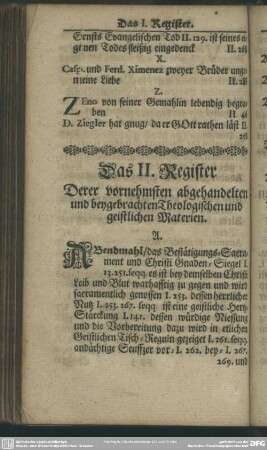 Das I. Register.
Ernsts Evangelischen Tod II. 129. ist seines ei-
genen Todes fleißig eingedenck II.
X.
Casp. und Ferd. Ximenez zweyer Brüder unge-
meine Liebe II.
Z.
ZEno von seiner Gemahlin lebendig begra-
ben II
D. Ziegler hat gnug/ da er GOtt rathen läst II.
Das II. Register
Derer vornehmsten abgehandelten
und beygebrachten Theologischen und
geistlichen Materien.
A.
ABendmahl/ das Bestätigungs-Sacra-
ment und Christi Gnaden-Siegel I.
13. 251. seqq. es ist bey demselben Christi
Leib und Blut warhafftig zu gegen und wird
sacramentlich genossen I. 253. dessen herrlicher
Nutz I. 253. 267. seqq. ist eine geistliche Hertz-
Stärckung I. 141. dessen würdige Niessung
und die Vorbereitung dazu wird in etlichen
Geistlichen Tisch-Reguln gezeiget I. 261. seqq.
andächtige Seuffzer vor- I. 262. bey- I. 267.
269. und